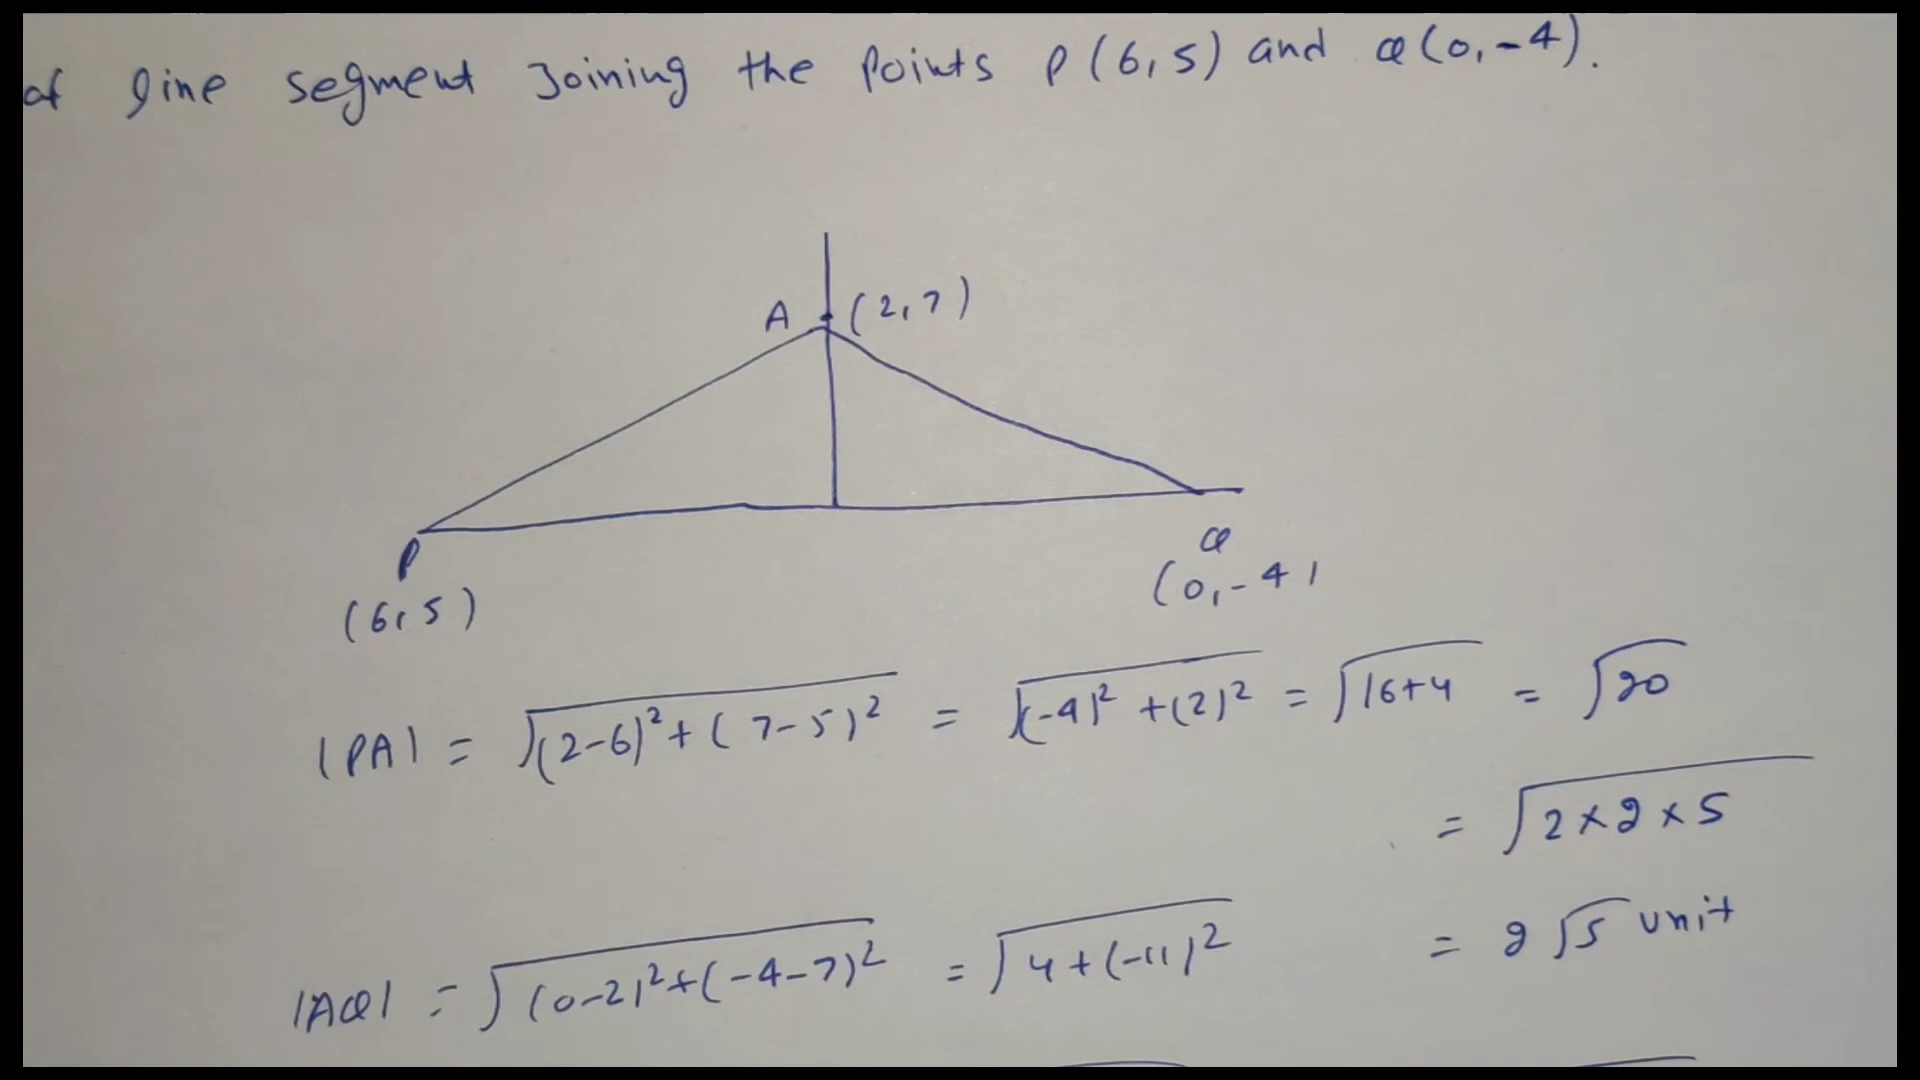 of line segment Joining the points P(6,5) and Q(0,-4).
A (2,7)
P
(6,5)
Q
(0,-4)
|PA| = √(2-6)²+(7-5)² = √(-4)²+(2)² = √16+4 = √20
= √2×2×5
= 2√5 unit
|AQ| = √(0-2)²+(-4-7)² = √4+(-11)²